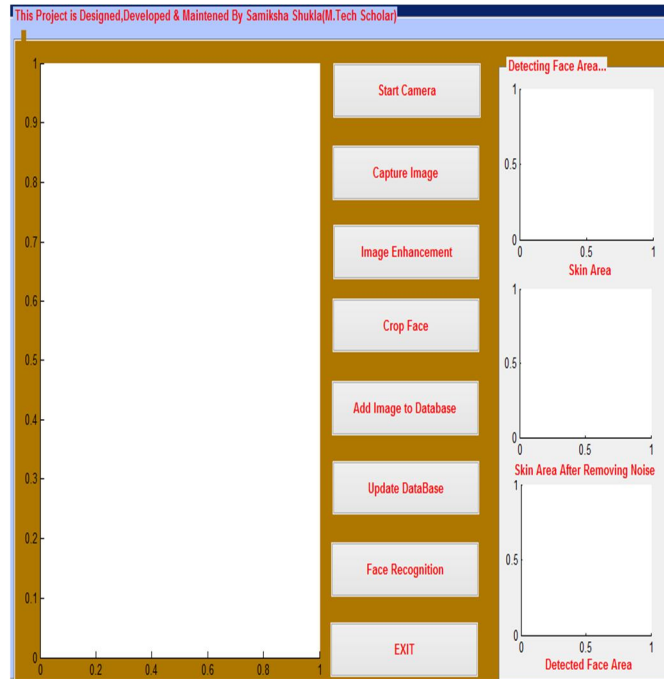 This Project is Designed,Developed & Maintened By Samiksha Shukla(M.Tech Scholar)
1
0.9
0.8
0.7
0.6
0.5
0.4
0.3
0.2
0.1
0
0 0.2 0.4 0.6 0.8 1
Start Camera
Capture Image
Image Enhancement
Crop Face
Add Image to Database
Update DataBase
Face Recognition
EXIT
Detecting Face Area...
1
0.5
0
0 0.5 1
Skin Area
1
0.5
0
0 0.5 1
Skin Area After Removing Noise
1
0.5
0
0 0.5 1
Detected Face Area